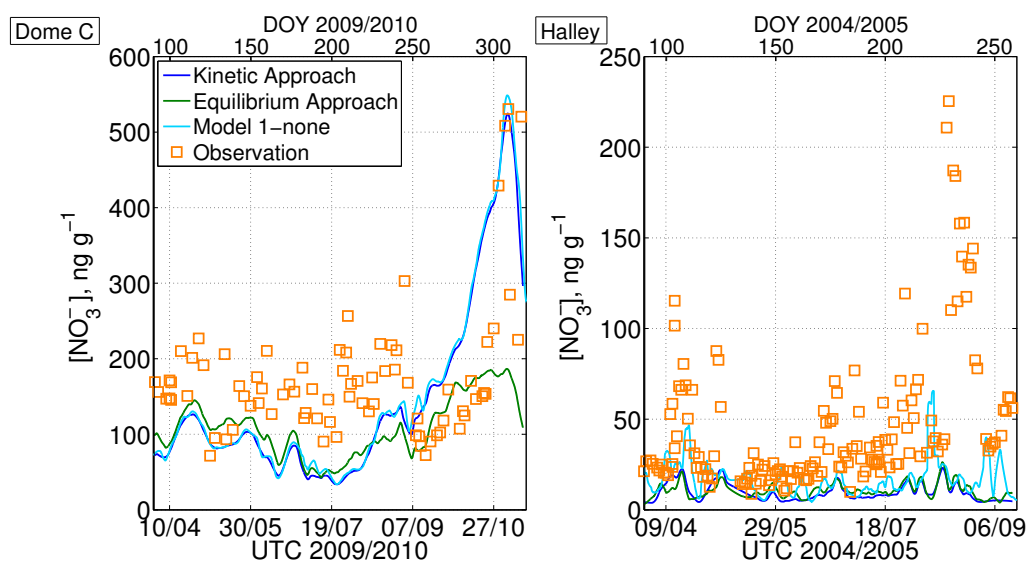 Dome C
DOY 2009/2010
100 150 200 250 300
600
500
400
300
200
100
0
[NO3−], ng g−1
Kinetic Approach
Equilibrium Approach
Model 1−none
Observation
10/04 30/05 19/07 07/09 27/10
UTC 2009/2010
Halley
DOY 2004/2005
100 150 200 250
250
200
150
100
50
0
[NO3−], ng g−1
09/04 29/05 18/07 06/09
UTC 2004/2005